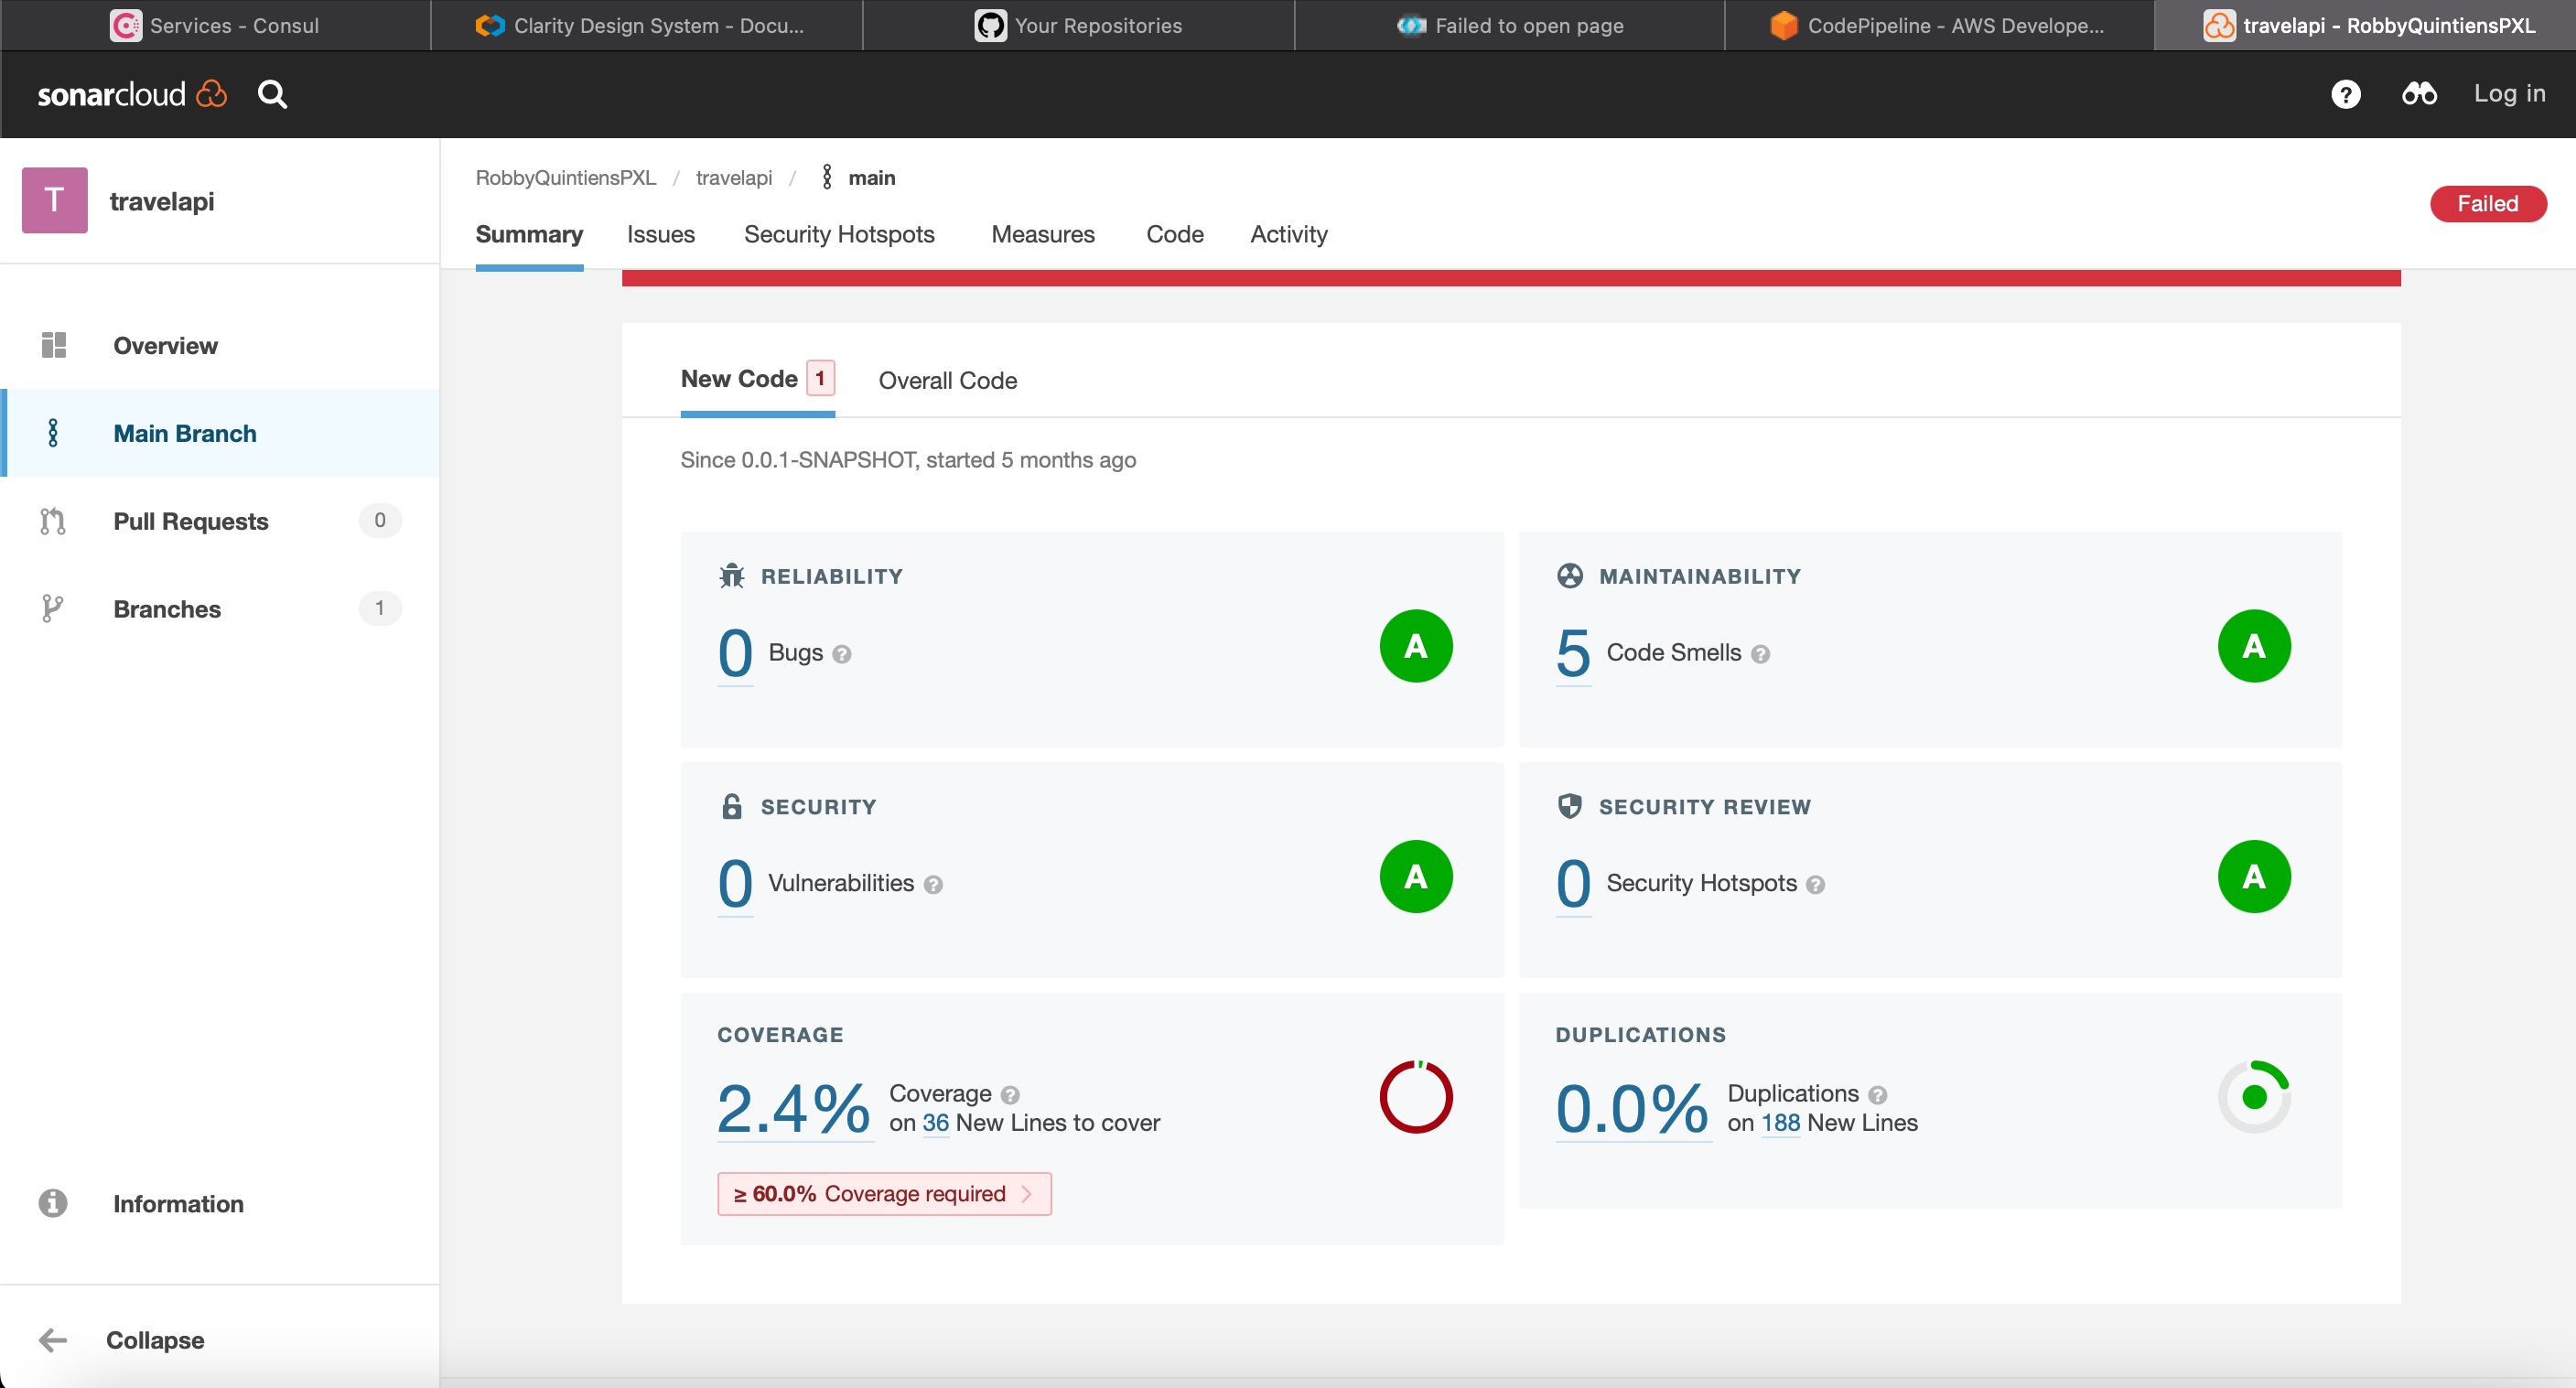 Services - Consul
Clarity Design System - Docu...
Your Repositories
Failed to open page
CodePipeline - AWS Develope...
travelapi - RobbyQuintiensPXL
sonarcloud
Log in
T
travelapi
RobbyQuintiensPXL / travelapi / main
Failed
Summary
Issues
Security Hotspots
Measures
Code
Activity
Overview
Main Branch
Pull Requests 0
Branches 1
Information
Collapse
New Code 1
Overall Code
Since 0.0.1-SNAPSHOT, started 5 months ago
RELIABILITY
0 Bugs ?
A
MAINTAINABILITY
5 Code Smells ?
A
SECURITY
0 Vulnerabilities ?
A
SECURITY REVIEW
0 Security Hotspots ?
A
COVERAGE
2.4% Coverage ?
on 36 New Lines to cover
≥ 60.0% Coverage required
DUPLICATIONS
0.0% Duplications ?
on 188 New Lines